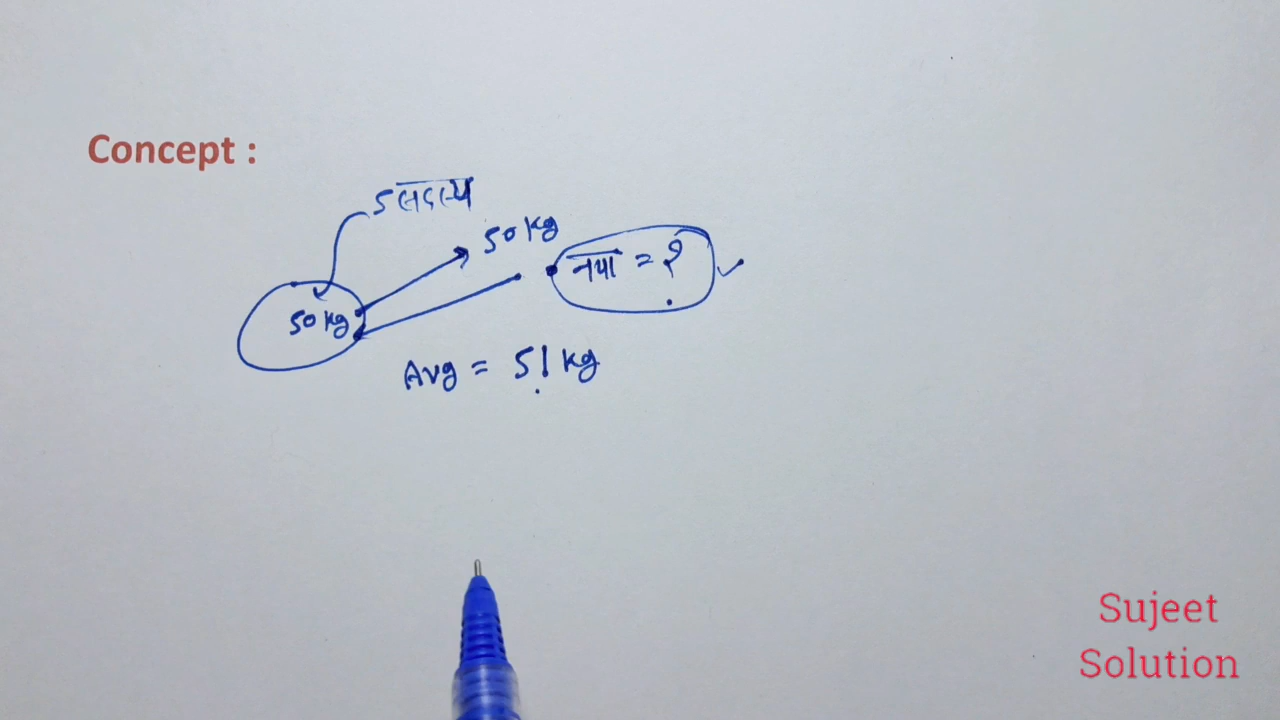 Concept :
5 सदस्य
50 kg
नया = ?
50 kg
Avg = 51 kg
Sujeet
Solution